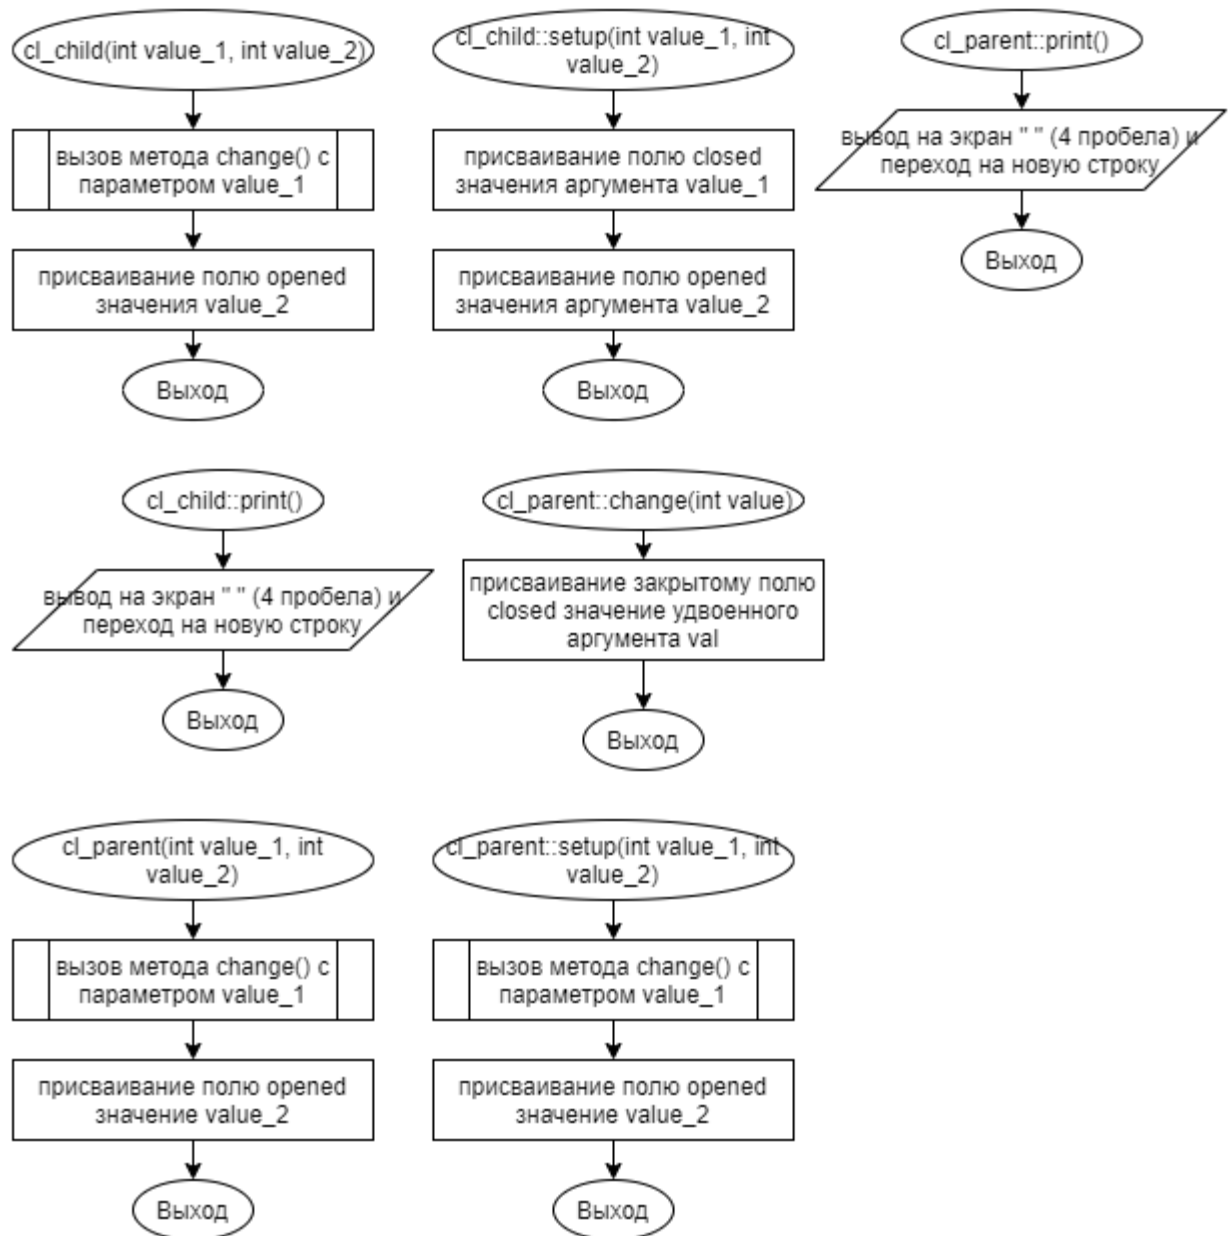 cl_child(int value_1, int value_2)
вызов метода change() с
параметром value_1
присваивание полю opened
значения value_2
Выход
cl_child::setup(int value_1, int
value_2)
присваивание полю closed
значения аргумента value_1
присваивание полю opened
значения аргумента value_2
Выход
cl_parent::print()
вывод на экран " " (4 пробела) и
переход на новую строку
Выход
cl_child::print()
вывод на экран " " (4 пробела) и
переход на новую строку
Выход
cl_parent::change(int value)
присваивание закрытому полю
closed значение удвоенного
аргумента val
Выход
cl_parent(int value_1, int
value_2)
вызов метода change() с
параметром value_1
присваивание полю opened
значение value_2
Выход
cl_parent::setup(int value_1, int
value_2)
вызов метода change() с
параметром value_1
присваивание полю opened
значение value_2
Выход